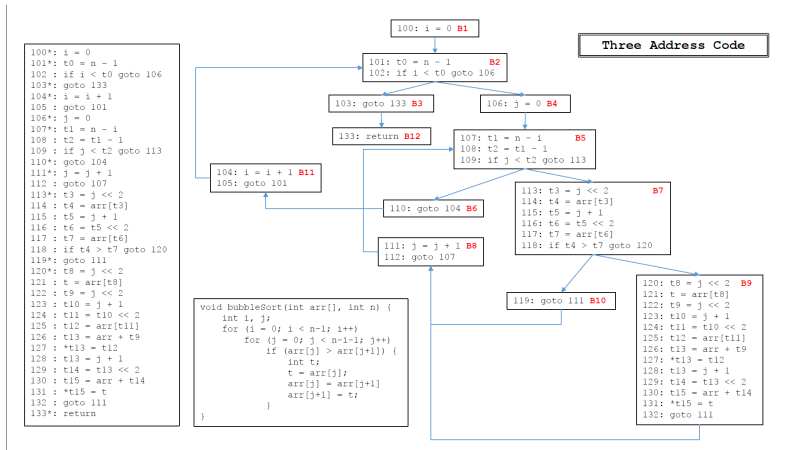 Three Address Code
100*: i = 0
101*: t0 = n - 1
102 : if i < t0 goto 106
103*: goto 133
104*: i = i + 1
105 : goto 101
106*: j = 0
107*: t1 = n - i
108 : t2 = t1 - 1
109 : if j < t2 goto 113
110*: goto 104
111*: j = j + 1
112 : goto 107
113*: t3 = j << 2
114 : t4 = arr[t3]
115 : t5 = j + 1
116 : t6 = t5 << 2
117 : t7 = arr[t6]
118 : if t4 > t7 goto 120
119*: goto 111
120*: t8 = j << 2
121 : t = arr[t8]
122 : t9 = j << 2
123 : t10 = j + 1
124 : t11 = t10 << 2
125 : t12 = arr[t11]
126 : t13 = arr + t9
127 : *t13 = t12
128 : t13 = j + 1
129 : t14 = t13 << 2
130 : t15 = arr + t14
131 : *t15 = t
132 : goto 111
133*: return
100: i = 0 B1
101: t0 = n - 1 B2
102: if i < t0 goto 106
103: goto 133 B3
106: j = 0 B4
133: return B12
107: t1 = n - i B5
108: t2 = t1 - 1
109: if j < t2 goto 113
104: i = i + 1 B11
105: goto 101
110: goto 104 B6
113: t3 = j << 2 B7
114: t4 = arr[t3]
115: t5 = j + 1
116: t6 = t5 << 2
117: t7 = arr[t6]
118: if t4 > t7 goto 120
111: j = j + 1 B8
112: goto 107
119: goto 111 B10
120: t8 = j << 2 B9
121: t = arr[t8]
122: t9 = j << 2
123: t10 = j + 1
124: t11 = t10 << 2
125: t12 = arr[t11]
126: t13 = arr + t9
127: *t13 = t12
128: t13 = j + 1
129: t14 = t13 << 2
130: t15 = arr + t14
131: *t15 = t
132: goto 111
void bubbleSort(int arr[], int n) {
int i, j;
for (i = 0; i < n-1; i++)
for (j = 0; j < n-i-1; j++)
if (arr[j] > arr[j+1]) {
int t;
t = arr[j];
arr[j] = arr[j+1]
arr[j+1] = t;
}
}